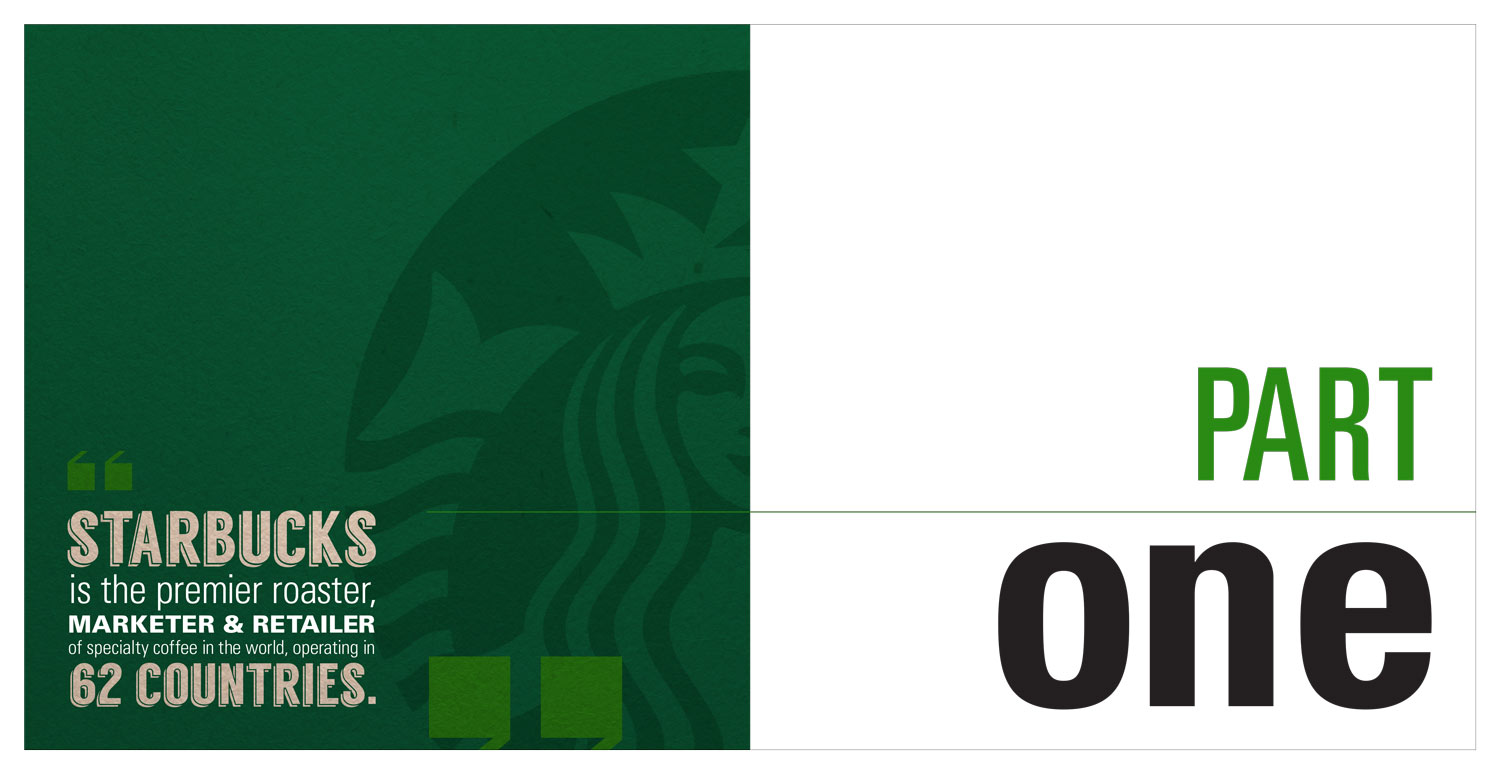 “
STARBUCKS
is the premier roaster,
MARKETER & RETAILER
of specialty coffee in the world, operating in
62 COUNTRIES.
”
PART
one